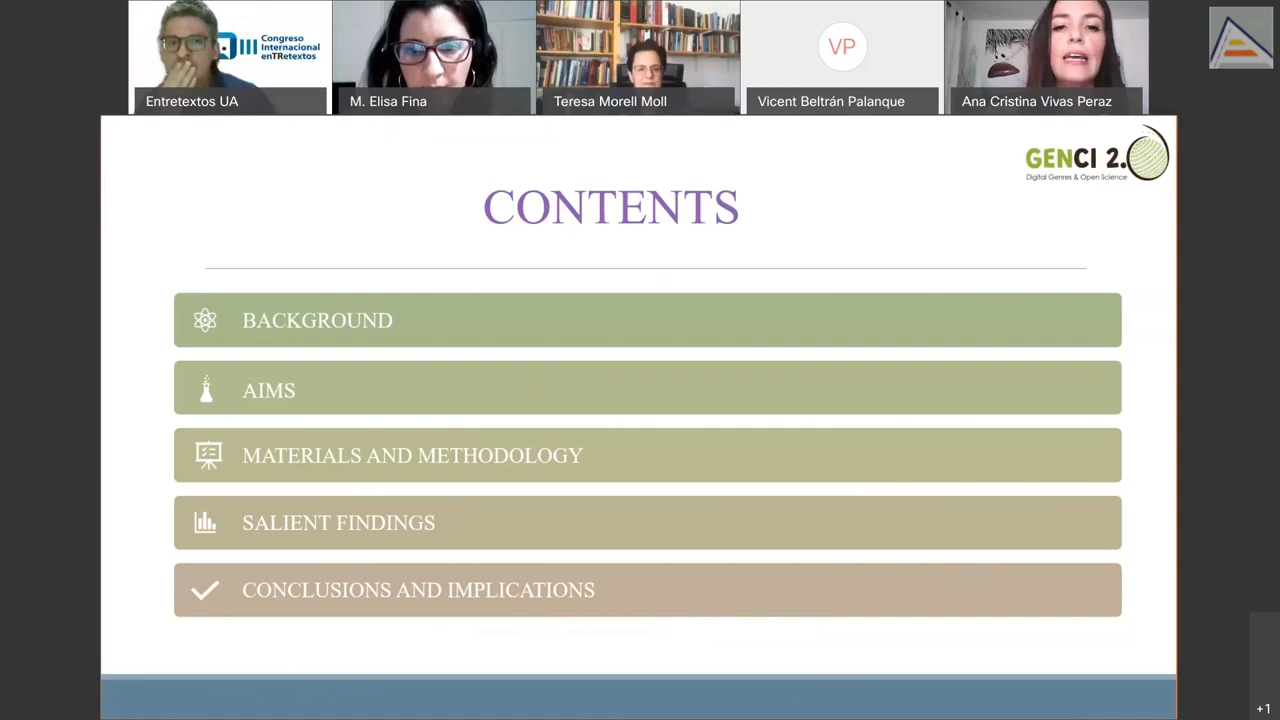 Congreso
Internacional
enTRetextos
Entretextos UA
M. Elisa Fina
Teresa Morell Moll
VP
Vicent Beltrán Palanque
Ana Cristina Vivas Peraz
GENCI 2.
Digital Genres & Open Science
CONTENTS
BACKGROUND
AIMS
MATERIALS AND METHODOLOGY
SALIENT FINDINGS
CONCLUSIONS AND IMPLICATIONS
+1